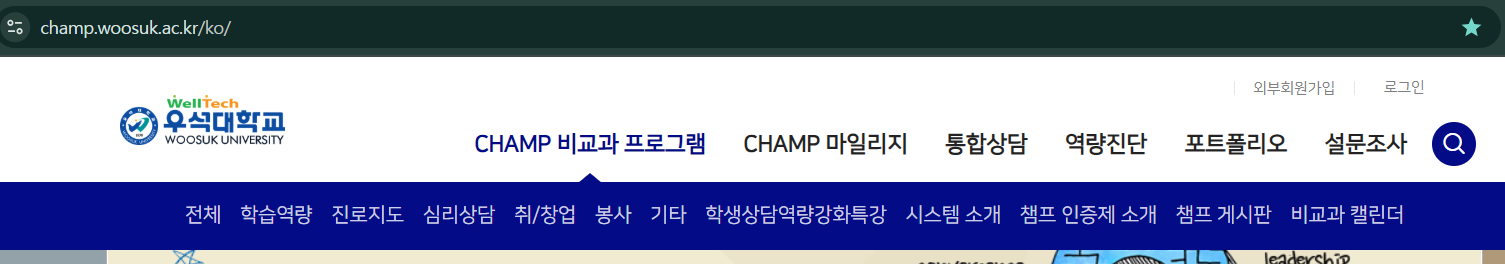 champ.woosuk.ac.kr/ko/
외부회원가입 로그인
WellTech
우석대학교
WOOSUK UNIVERSITY
CHAMP 비교과 프로그램 CHAMP 마일리지 통합상담 역량진단 포트폴리오 설문조사
전체 학습역량 진로지도 심리상담 취/창업 봉사 기타 학생상담역량강화특강 시스템 소개 챔프 인증제 소개 챔프 게시판 비교과 캘린더
leadership